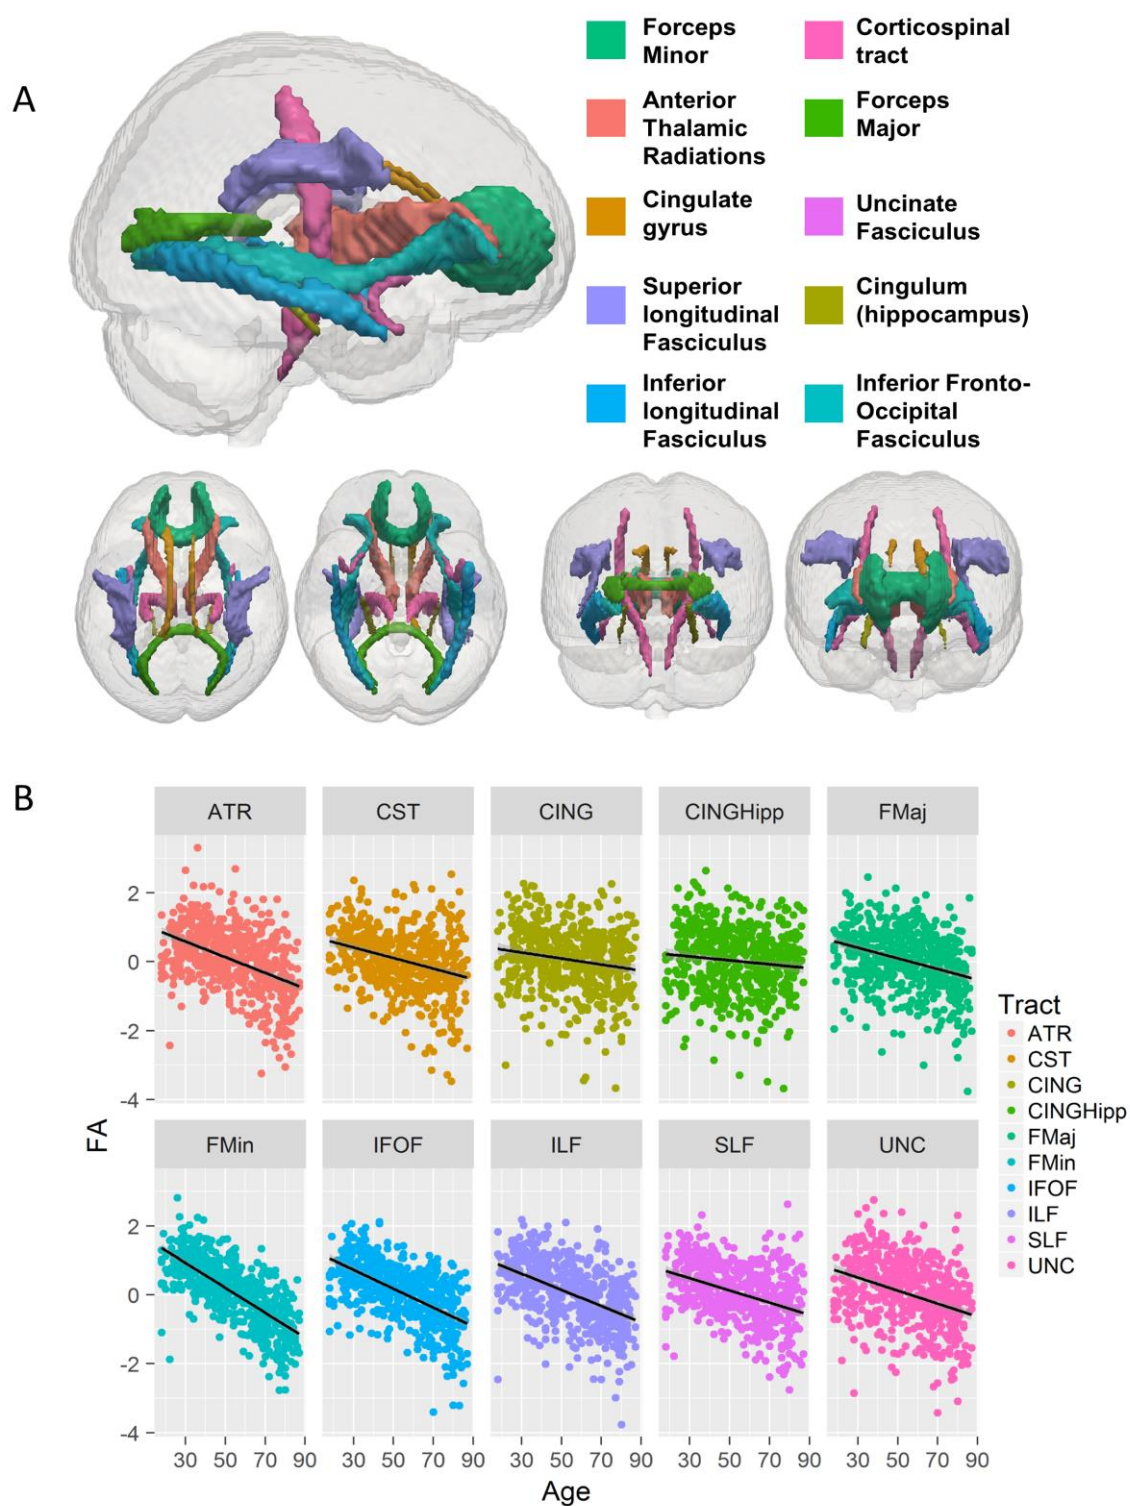 A
Forceps
Minor
Corticospinal
tract
Anterior
Thalamic
Radiations
Forceps
Major
Cingulate
gyrus
Uncinate
Fasciculus
Superior
longitudinal
Fasciculus
Cingulum
(hippocampus)
Inferior
longitudinal
Fasciculus
Inferior Fronto-
Occipital
Fasciculus
B
ATR CST CING CINGHipp FMaj
2
0
-2
-4
FMin IFOF ILF SLF UNC
2
0
-2
-4
FA
30 50 70 90 30 50 70 90 30 50 70 90 30 50 70 90 30 50 70 90
Age
Tract
ATR
CST
CING
CINGHipp
FMaj
FMin
IFOF
ILF
SLF
UNC